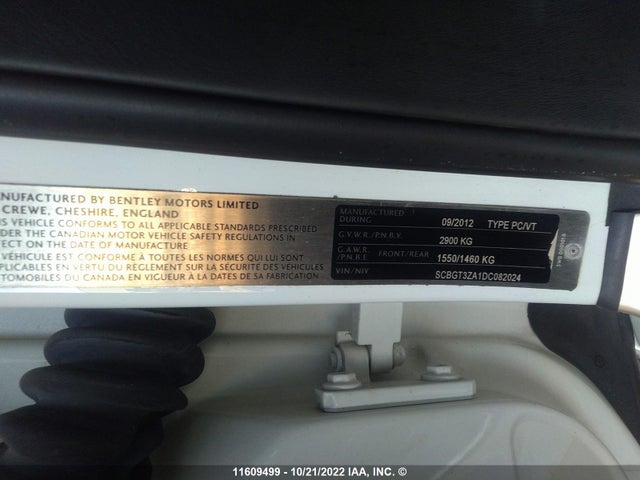 NUFACTURED BY BENTLEY MOTORS LIMITED
CREWE, CHESHIRE, ENGLAND
IS VEHICLE CONFORMS TO ALL APPLICABLE STANDARDS PRESCRIBED
DER THE CANADIAN MOTOR VEHICLE SAFETY REGULATIONS IN
FECT ON THE DATE OF MANUFACTURE
VÉHICULE EST CONFORME À TOUTES LES NORMES QUI LUI SONT
PLICABLES EN VERTU DU RÈGLEMENT SUR LA SÉCURITÉ DES VÉHICULES
TOMOBILES DU CANADA EN VIGUEUR À LA DATES DE SA FABRICATION
MANUFACTURED
DURING 09/2012 TYPE PC/VT
G.V.W.R./P.N.B.V. 2900 KG
G.A.W.R.
/P.N.B.E FRONT/REAR 1550/1460 KG
VIN/NIV SCBGT3ZA1DC082024
11609499 - 10/21/2022 IAA, INC. ©